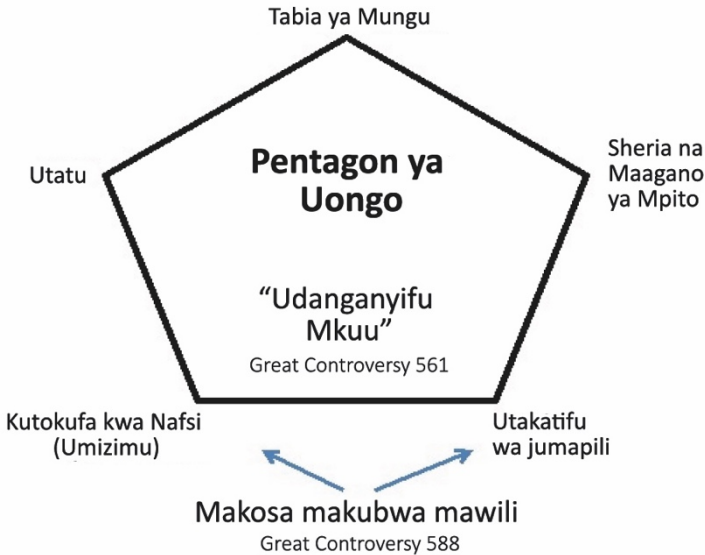 Tabia ya Mungu
Utatu
Pentagon ya
Uongo
Sheria na
Maagano
ya Mpito
“Udanganyifu
Mkuu”
Great Controversy 561
Kutokufa kwa Nafsi
(Umizimu)
Utakatifu
wa jumapili
Makosa makubwa mawili
Great Controversy 588